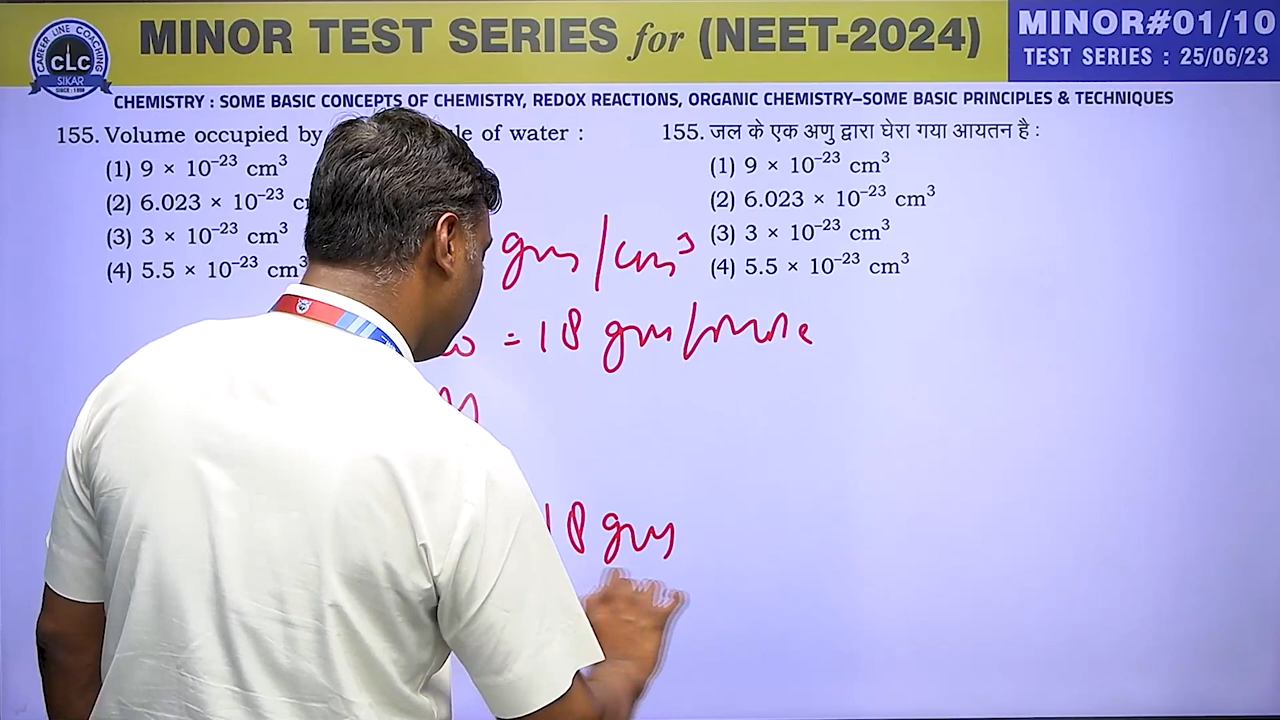 MINOR TEST SERIES for (NEET-2024)
MINOR#01/10
TEST SERIES : 25/06/23
CAREER LINE COACHING
CLC
SIKAR
SINCE : 1996
CHEMISTRY : SOME BASIC CONCEPTS OF CHEMISTRY, REDOX REACTIONS, ORGANIC CHEMISTRY–SOME BASIC PRINCIPLES & TECHNIQUES
155. Volume occupied by le of water :
(1) 9 × 10⁻²³ cm³
(2) 6.023 × 10⁻²³ c
(3) 3 × 10⁻²³ cm³
(4) 5.5 × 10⁻²³ cm³
155. जल के एक अणु द्वारा घेरा गया आयतन है :
(1) 9 × 10⁻²³ cm³
(2) 6.023 × 10⁻²³ cm³
(3) 3 × 10⁻²³ cm³
(4) 5.5 × 10⁻²³ cm³
gm/cm³
= 18 gm/mole
18 gm